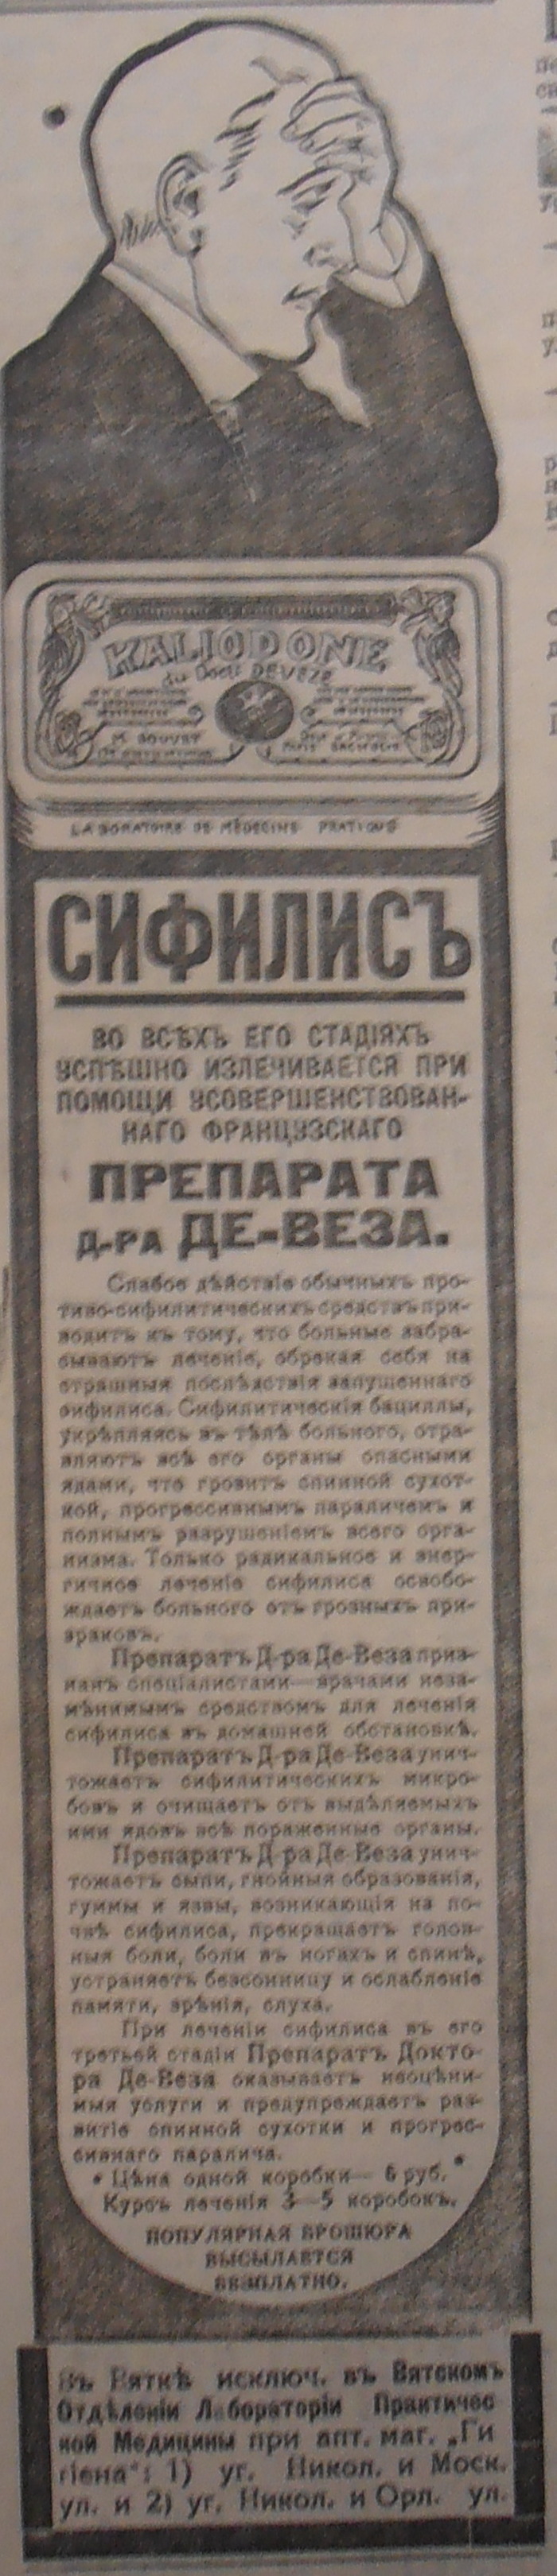 KALIODONE
du Doct. DEVEZE
M. BOUVET
LABORATOIRE DE MÉDECINE PRATIQUE
СИФИЛИСЪ
ВО ВСѢХЪ ЕГО СТАДІЯХЪ
УСПѢШНО ИЗЛЕЧИВАЕТСЯ ПРИ
ПОМОЩИ УСОВЕРШЕНСТВОВАН-
НАГО ФРАНЦУЗСКАГО
ПРЕПАРАТА
Д-РА ДЕ-ВЕЗА.
Слабое дѣйствіе обычныхъ про-
тиво-сифилитическихъ средствъ при-
водитъ къ тому, что больные забра-
сываютъ леченіе, обрекая себя на
страшныя послѣдствія запущеннаго
сифилиса. Сифилитическія бациллы,
укрѣпляясь въ тѣлѣ больного, отра-
вляютъ всѣ его органы опасными
ядами, что грозитъ спинной сухот-
кой, прогрессивнымъ параличемъ и
полнымъ разрушеніемъ всего орга-
низма. Только радикальное и энер-
гичное леченіе сифилиса освобо-
ждаетъ больного отъ грозныхъ при-
зраковъ.
Препаратъ Д-ра Де-Веза приз-
нанъ спеціалистами—врачами неза-
мѣнимымъ средствомъ для леченія
сифилиса въ домашней обстановкѣ.
Препаратъ Д-ра Де-Веза унич-
тожаетъ сифилитическихъ микро-
бовъ и очищаетъ отъ выдѣляемыхъ
ими ядовъ всѣ пораженные органы.
Препаратъ Д-ра Де-Веза унич-
тожаетъ сыпи, гнойныя образованія,
гуммы и язвы, возникающія на по-
чвѣ сифилиса, прекращаетъ голов-
ныя боли, боли въ ногахъ и спинѣ,
устраняетъ безсонницу и ослабленіе
памяти, зрѣнія, слуха.
При леченіи сифилиса въ его
третьей стадіи Препаратъ Докто-
ра Де-Веза оказываетъ неоцѣни-
мыя услуги и предупреждаетъ раз-
витіе спинной сухотки и прогрес-
сивнаго паралича.
Цѣна одной коробки— 6 руб.
Курсъ леченія 3—5 коробокъ.
ПОПУЛЯРНАЯ БРОШЮРА
ВЫСЫЛАЕТСЯ
БЕЗПЛАТНО.
Въ Вяткѣ исключ. въ Вятскомъ
Отдѣленіи Лабораторіи Практичес
кой Медицины при апт. маг. „Ги
гіена": 1) уг. Никол. и Моск.
ул. и 2) уг. Никол. и Орл. ул.